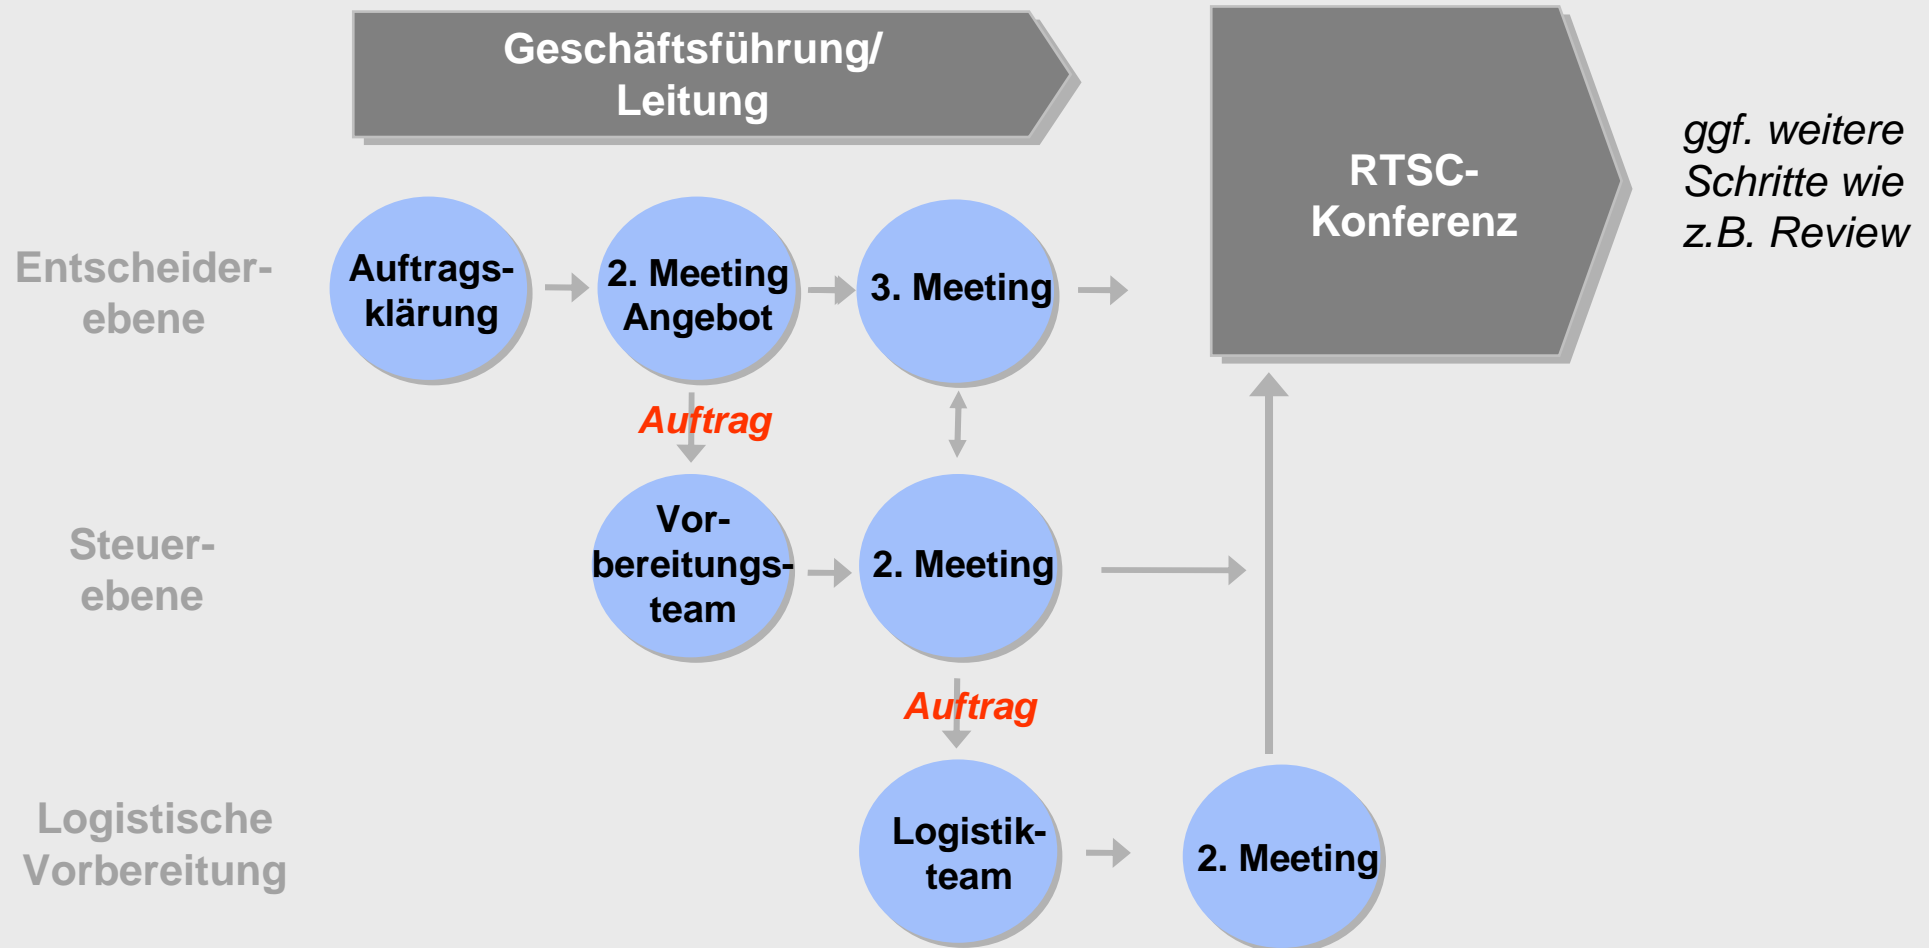 Geschäftsführung/
Leitung
RTSC-
Konferenz
ggf. weitere
Schritte wie
z.B. Review
Entscheider-
ebene
Auftrags-
klärung
2. Meeting
Angebot
3. Meeting
Auftrag
Steuer-
ebene
Vor-
bereitungs-
team
2. Meeting
Auftrag
Logistische
Vorbereitung
Logistik-
team
2. Meeting